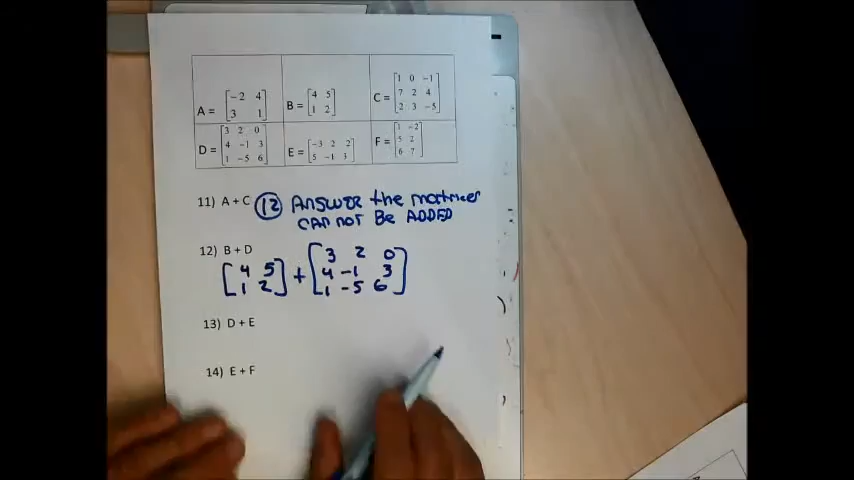 A = [-2 4
3 1]
B = [4 5
1 2]
C = [1 0 -1
7 2 4
2 3 -5]
D = [3 2 0
4 -1 3
1 -5 6]
E = [-3 2 2
5 -1 3]
F = [1 -2
5 2
6 7]
11) A + C
12 Answer the matrices
cannot be added
12) B + D
[4 5
1 2] + [3 2 0
4 -1 3
1 -5 6]
13) D + E
14) E + F